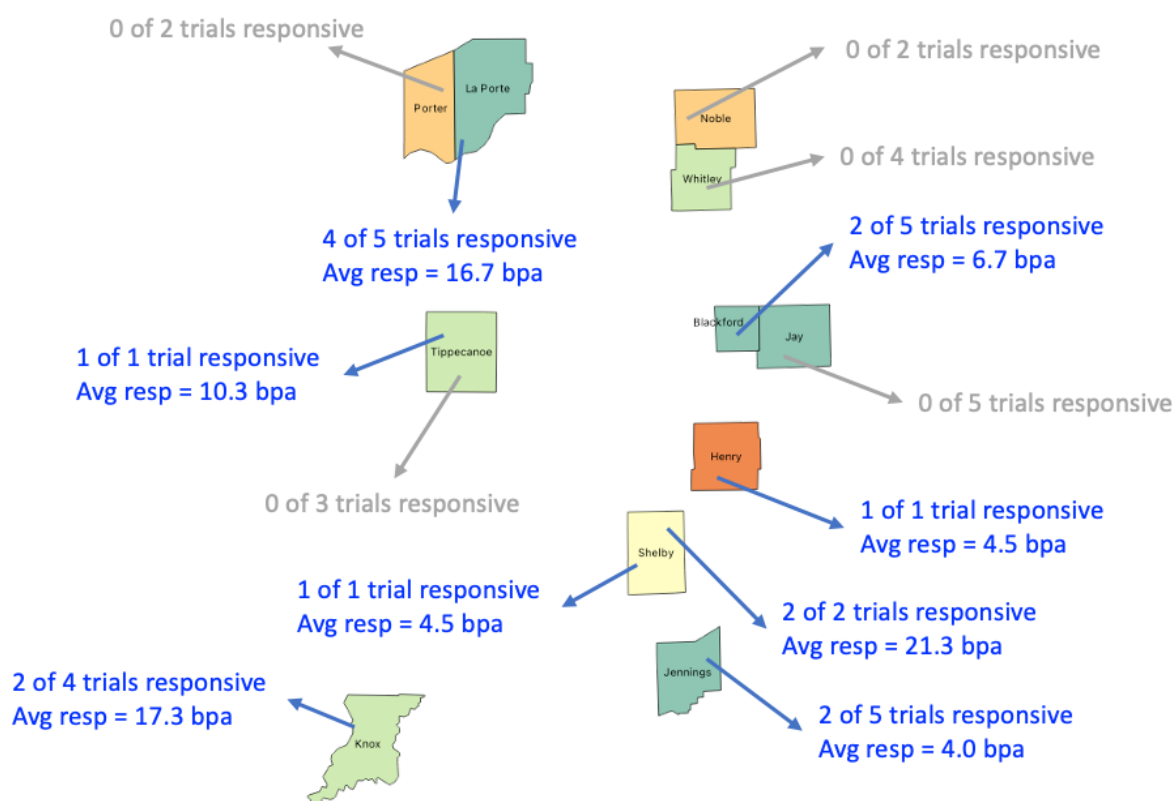 0 of 2 trials responsive
La Porte
Porter
0 of 2 trials responsive
Noble
0 of 4 trials responsive
Whitley
4 of 5 trials responsive
Avg resp = 16.7 bpa
2 of 5 trials responsive
Avg resp = 6.7 bpa
Blackford
Jay
0 of 5 trials responsive
1 of 1 trial responsive
Avg resp = 10.3 bpa
Tippecanoe
0 of 3 trials responsive
Henry
1 of 1 trial responsive
Avg resp = 4.5 bpa
Shelby
1 of 1 trial responsive
Avg resp = 4.5 bpa
2 of 2 trials responsive
Avg resp = 21.3 bpa
Jennings
2 of 5 trials responsive
Avg resp = 4.0 bpa
2 of 4 trials responsive
Avg resp = 17.3 bpa
Knox